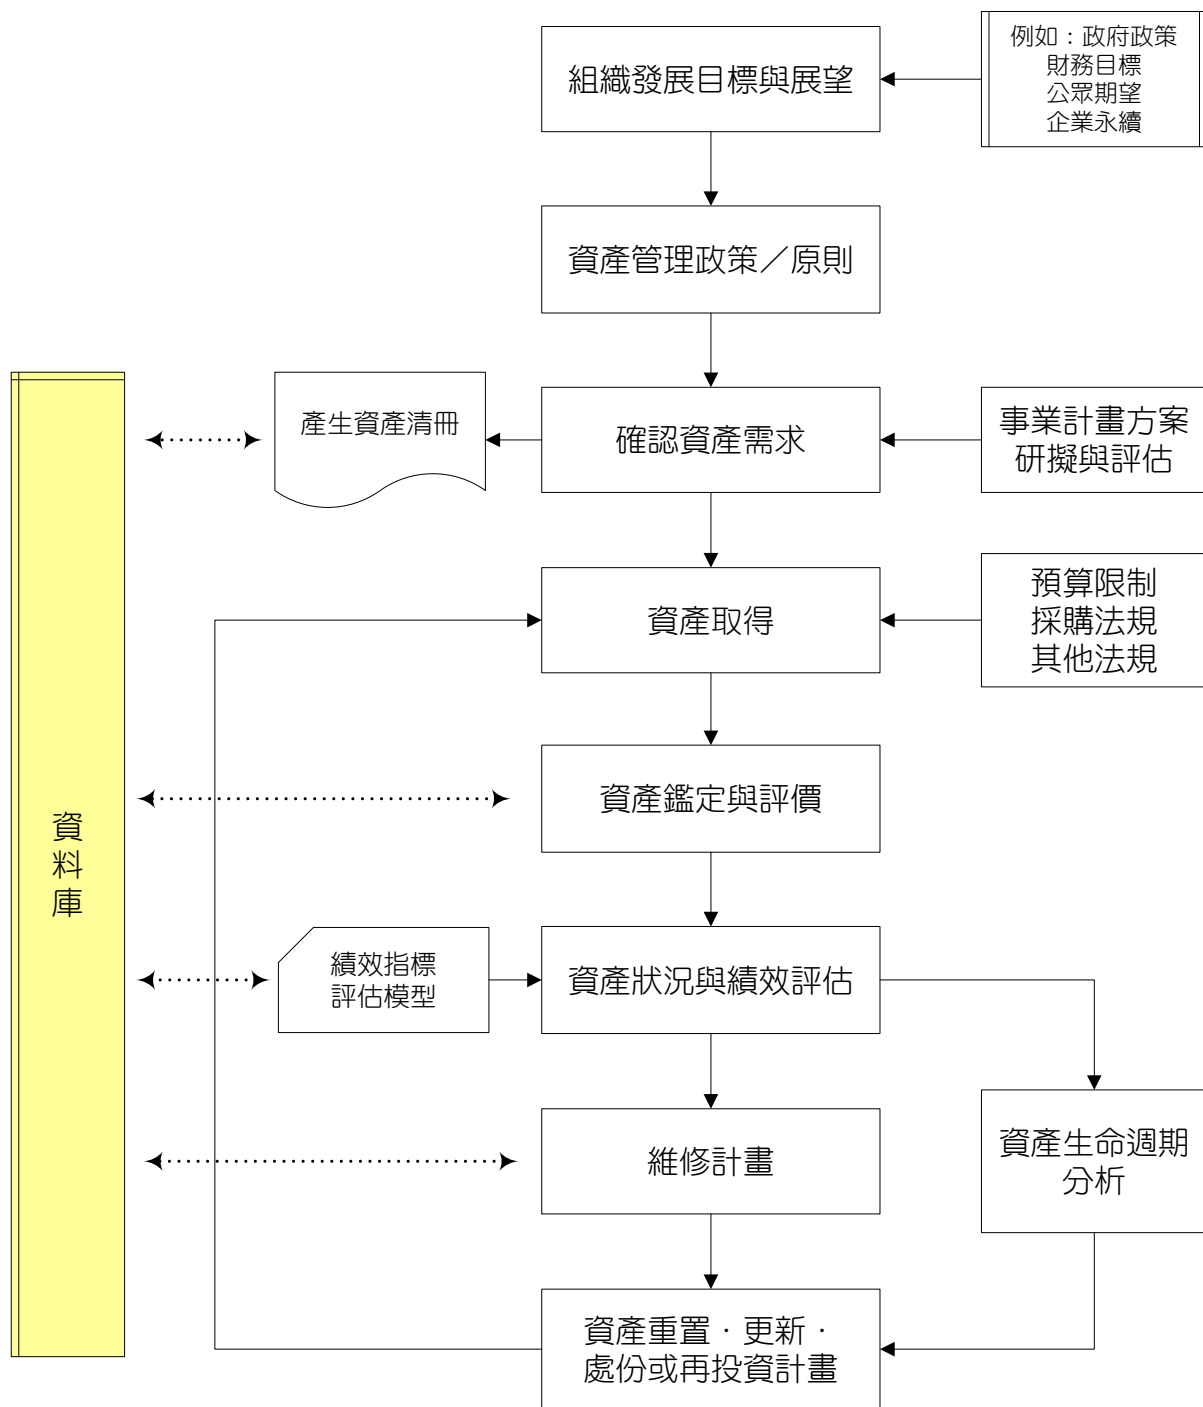 組織發展目標與展望
例如：政府政策
財務目標
公眾期望
企業永續
資產管理政策／原則
產生資產清冊
確認資產需求
事業計畫方案
研擬與評估
資產取得
預算限制
採購法規
其他法規
資產鑑定與評價
資
料
庫
績效指標
評估模型
資產狀況與績效評估
維修計畫
資產生命週期
分析
資產重置．更新．
處份或再投資計畫